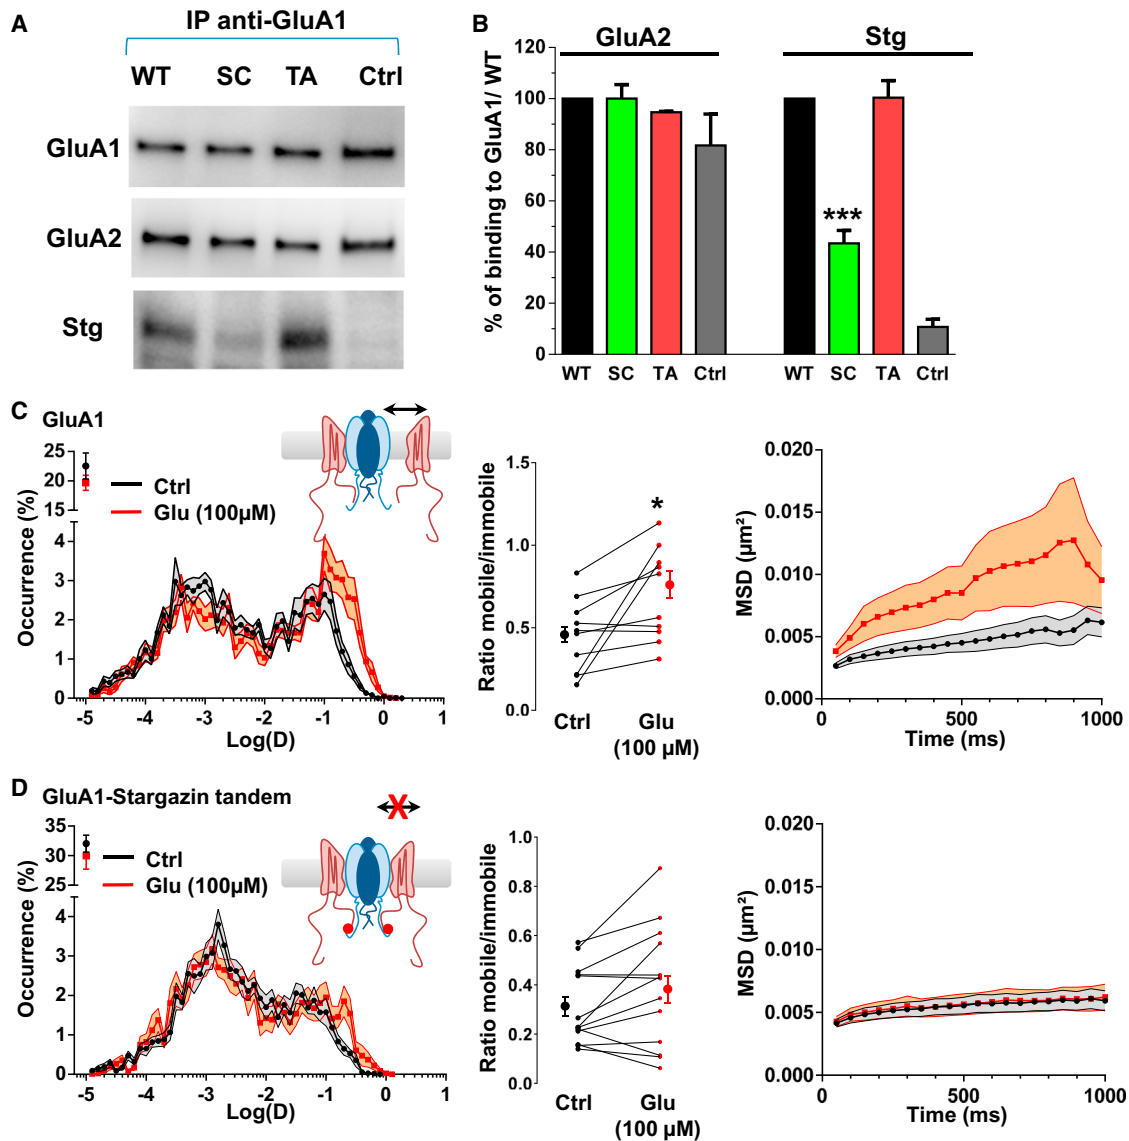 A
IP anti-GluA1
WT SC TA Ctrl
GluA1
GluA2
Stg
B
GluA2 Stg
% of binding to GluA1/ WT
120
100
80
60
40
20
0
***
WT SC TA Ctrl WT SC TA Ctrl
C
GluA1
Occurrence (%)
25
20
15
4
3
2
1
0
Ctrl
Glu (100µM)
-5 -4 -3 -2 -1 0 1
Log(D)
Ratio mobile/immobile
1.5
1.0
0.5
0.0
*
Ctrl Glu
(100 µM)
MSD (µm²)
0.020
0.015
0.010
0.005
0.000
0 500 1000
Time (ms)
D
GluA1-Stargazin tandem
X
Occurrence (%)
35
30
25
4
3
2
1
0
Ctrl
Glu (100µM)
-5 -4 -3 -2 -1 0 1
Log(D)
Ratio mobile/immobile
1.0
0.8
0.6
0.4
0.2
0.0
Ctrl Glu
(100 µM)
MSD (µm²)
0.020
0.015
0.010
0.005
0.000
0 500 1000
Time (ms)